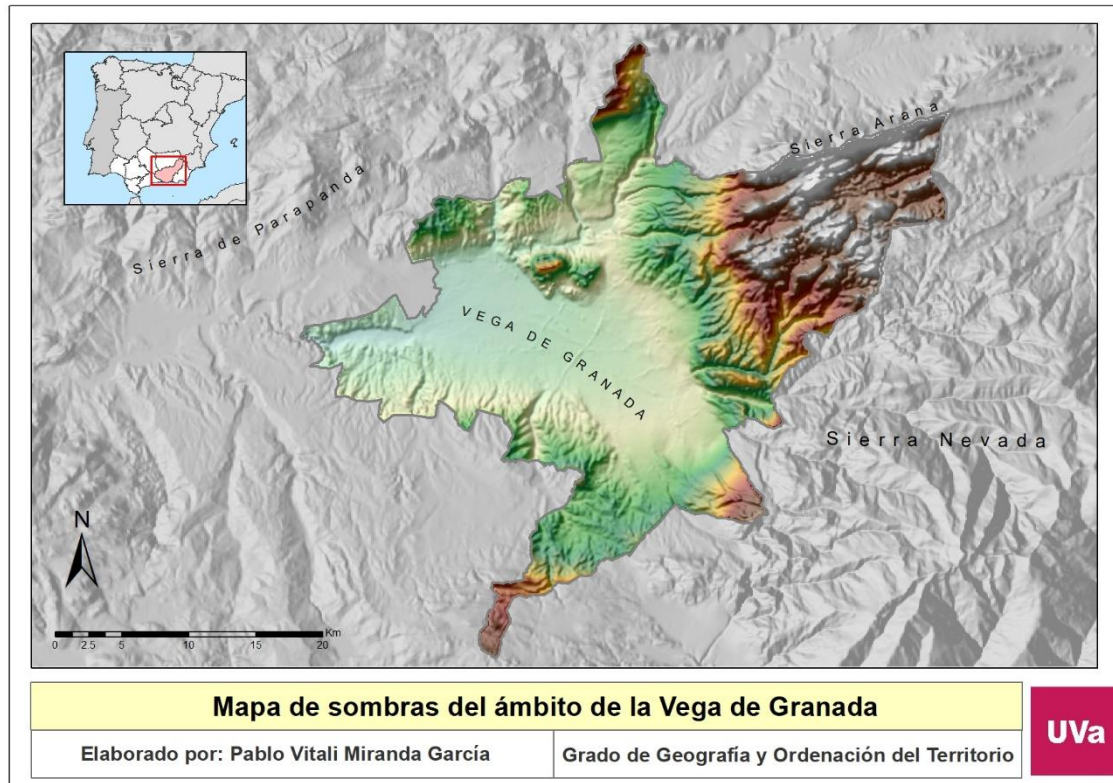 Sierra Arana
Sierra de Parapanda
VEGA DE GRANADA
Sierra Nevada
N
Km
0 2.5 5 10 15 20
Mapa de sombras del ámbito de la Vega de Granada
Elaborado por: Pablo Vitali Miranda García
Grado de Geografía y Ordenación del Territorio
UVa